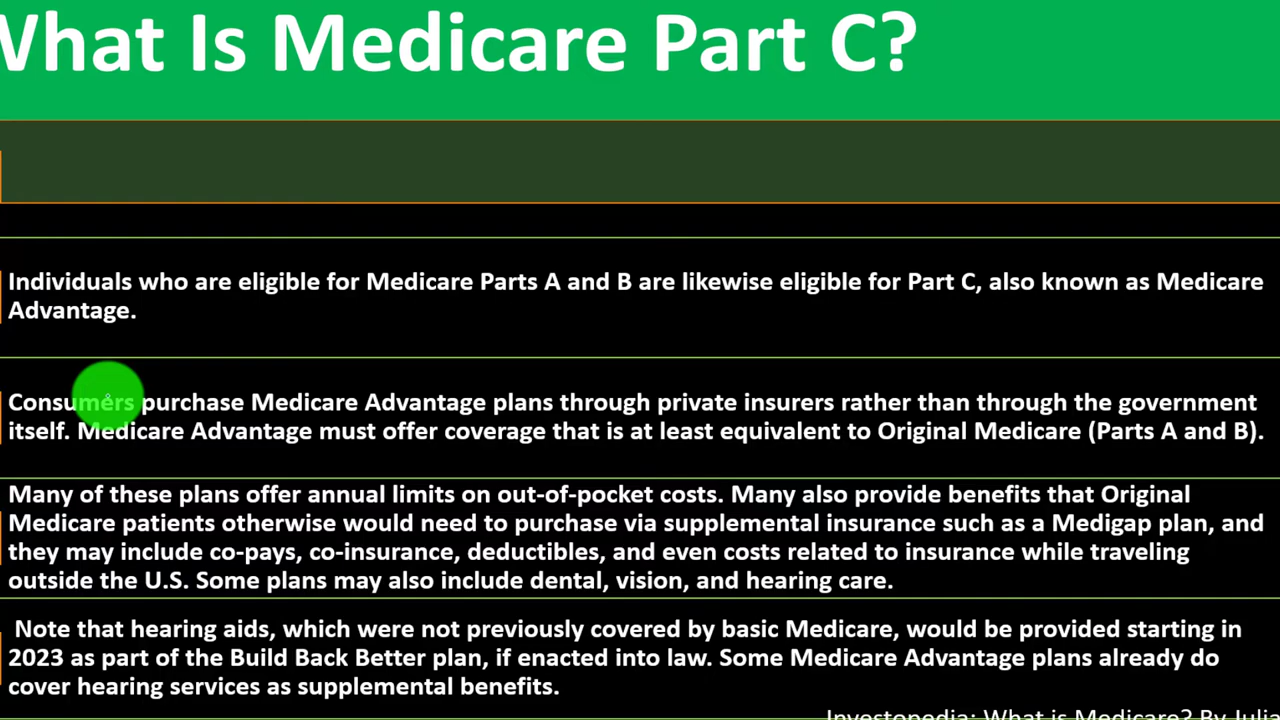 What Is Medicare Part C?
Individuals who are eligible for Medicare Parts A and B are likewise eligible for Part C, also known as Medicare
Advantage.
Consumers purchase Medicare Advantage plans through private insurers rather than through the government
itself. Medicare Advantage must offer coverage that is at least equivalent to Original Medicare (Parts A and B).
Many of these plans offer annual limits on out-of-pocket costs. Many also provide benefits that Original
Medicare patients otherwise would need to purchase via supplemental insurance such as a Medigap plan, and
they may include co-pays, co-insurance, deductibles, and even costs related to insurance while traveling
outside the U.S. Some plans may also include dental, vision, and hearing care.
Note that hearing aids, which were not previously covered by basic Medicare, would be provided starting in
2023 as part of the Build Back Better plan, if enacted into law. Some Medicare Advantage plans already do
cover hearing services as supplemental benefits.
Investopedia: What is Medicare? By Julia